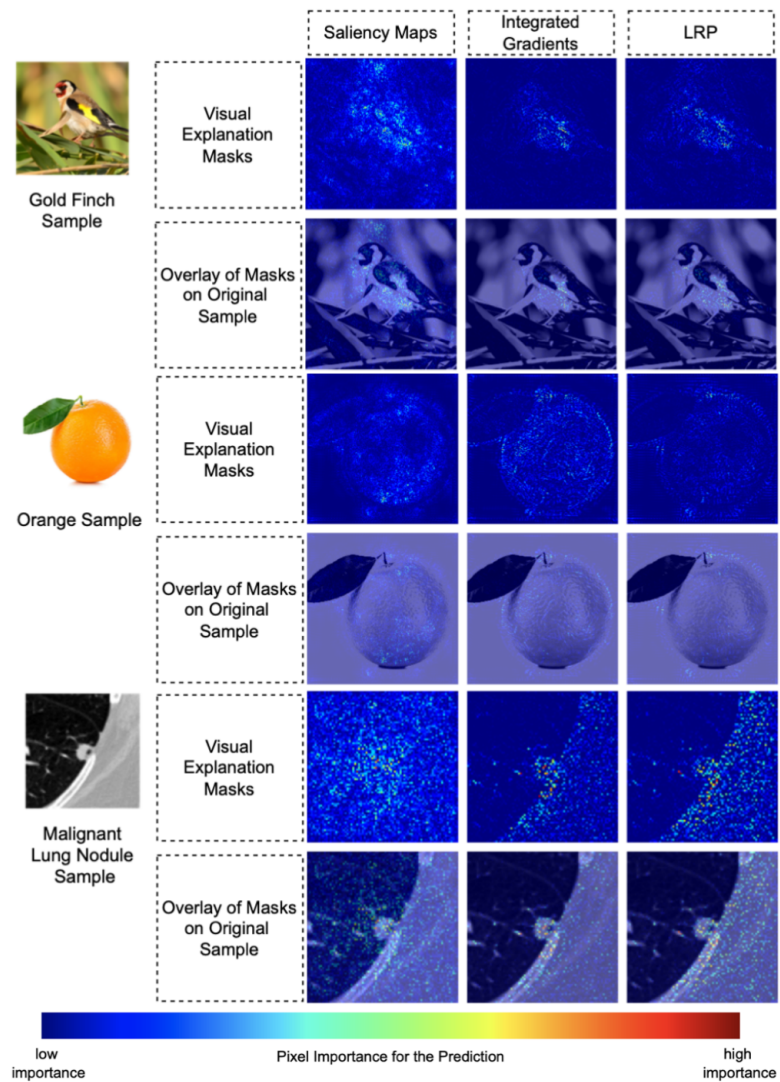 Saliency Maps
Integrated
Gradients
LRP
Visual
Explanation
Masks
Gold Finch
Sample
Overlay of Masks
on Original
Sample
Visual
Explanation
Masks
Orange Sample
Overlay of Masks
on Original
Sample
Visual
Explanation
Masks
Malignant
Lung Nodule
Sample
Overlay of Masks
on Original
Sample
low
importance
Pixel Importance for the Prediction
high
importance